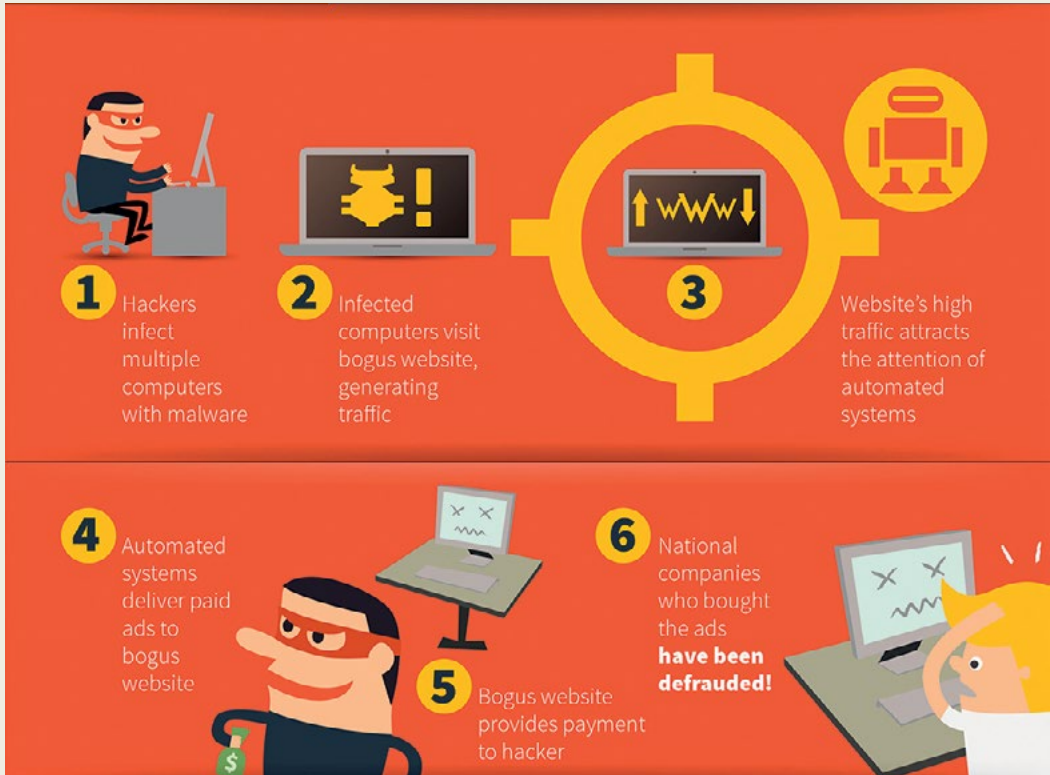 1
Hackers
infect
multiple
computers
with malware
2
Infected
computers visit
bogus website,
generating
traffic
www
3
Website's high
traffic attracts
the attention of
automated
systems
4
Automated
systems
deliver paid
ads to
bogus
website
$
5
Bogus website
provides payment
to hacker
6
National
companies
who bought
the ads
have been
defrauded!